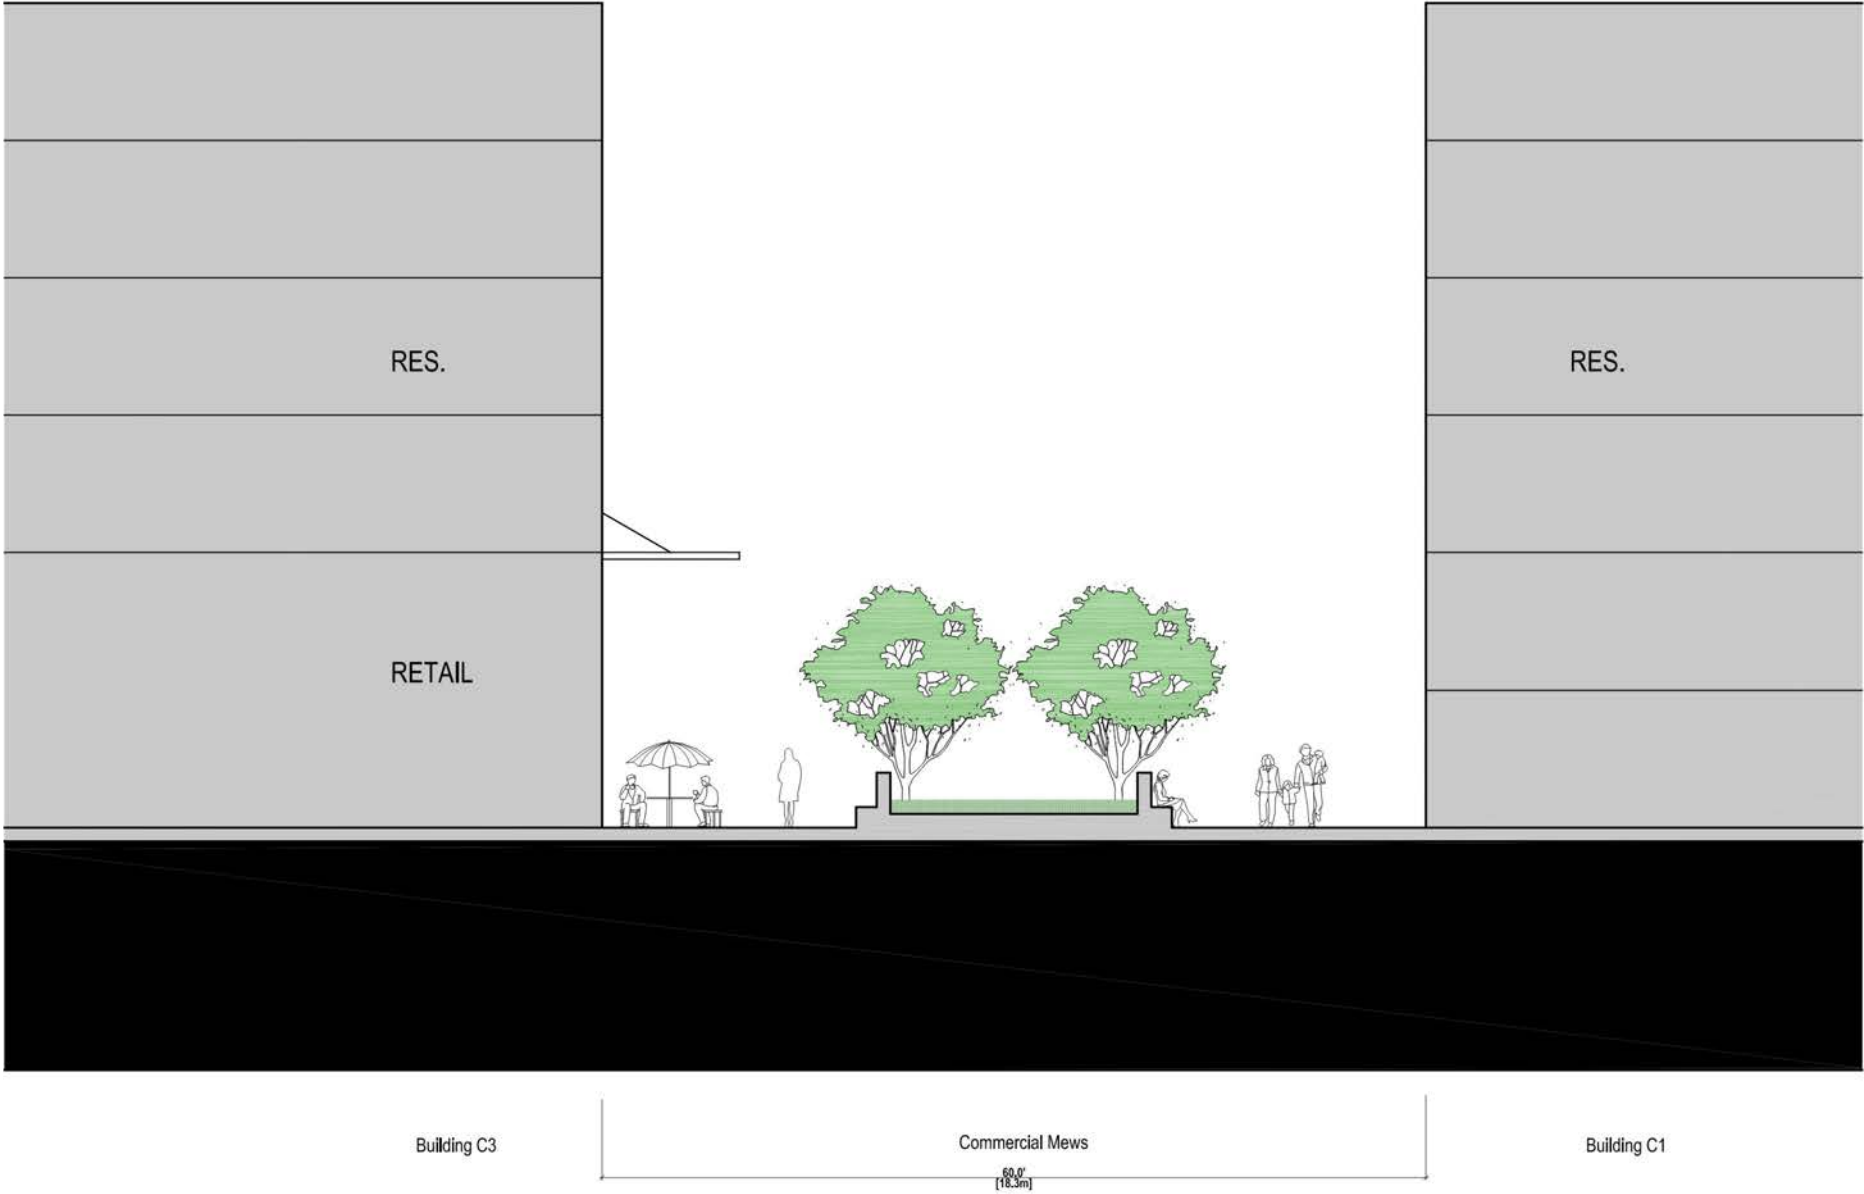 RES.
RES.
RETAIL
Building C3
Commercial Mews
Building C1
60.0'
[18.3m]